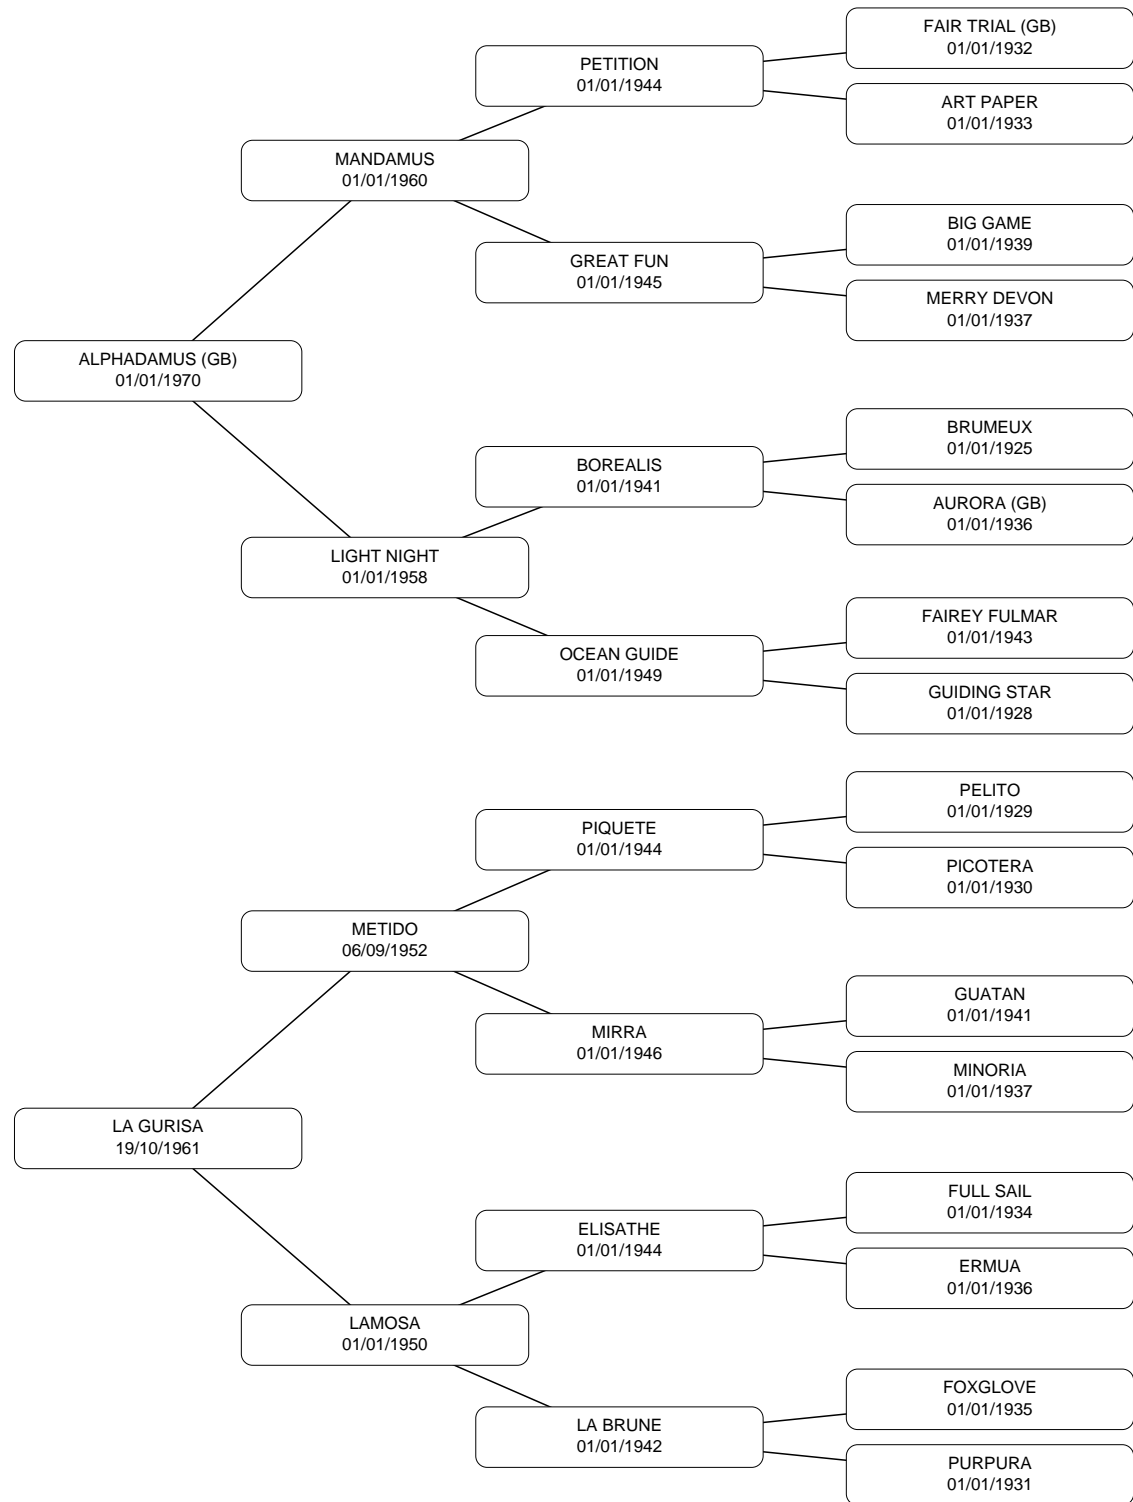 FAIR TRIAL (GB)
01/01/1932
PETITION
01/01/1944
ART PAPER
01/01/1933
MANDAMUS
01/01/1960
BIG GAME
01/01/1939
GREAT FUN
01/01/1945
MERRY DEVON
01/01/1937
ALPHADAMUS (GB)
01/01/1970
BRUMEUX
01/01/1925
BOREALIS
01/01/1941
AURORA (GB)
01/01/1936
LIGHT NIGHT
01/01/1958
FAIREY FULMAR
01/01/1943
OCEAN GUIDE
01/01/1949
GUIDING STAR
01/01/1928
PELITO
01/01/1929
PIQUETE
01/01/1944
PICOTERA
01/01/1930
METIDO
06/09/1952
GUATAN
01/01/1941
MIRRA
01/01/1946
MINORIA
01/01/1937
LA GURISA
19/10/1961
FULL SAIL
01/01/1934
ELISATHE
01/01/1944
ERMUA
01/01/1936
LAMOSA
01/01/1950
FOXGLOVE
01/01/1935
LA BRUNE
01/01/1942
PURPURA
01/01/1931